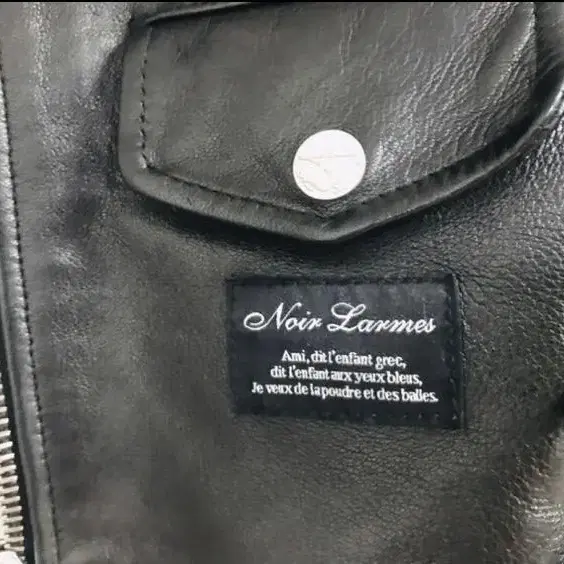 Noir Larmes
Ami, dit l'enfant grec,
dit l'enfant aux yeux bleus,
Je veux de la poudre et des balles.